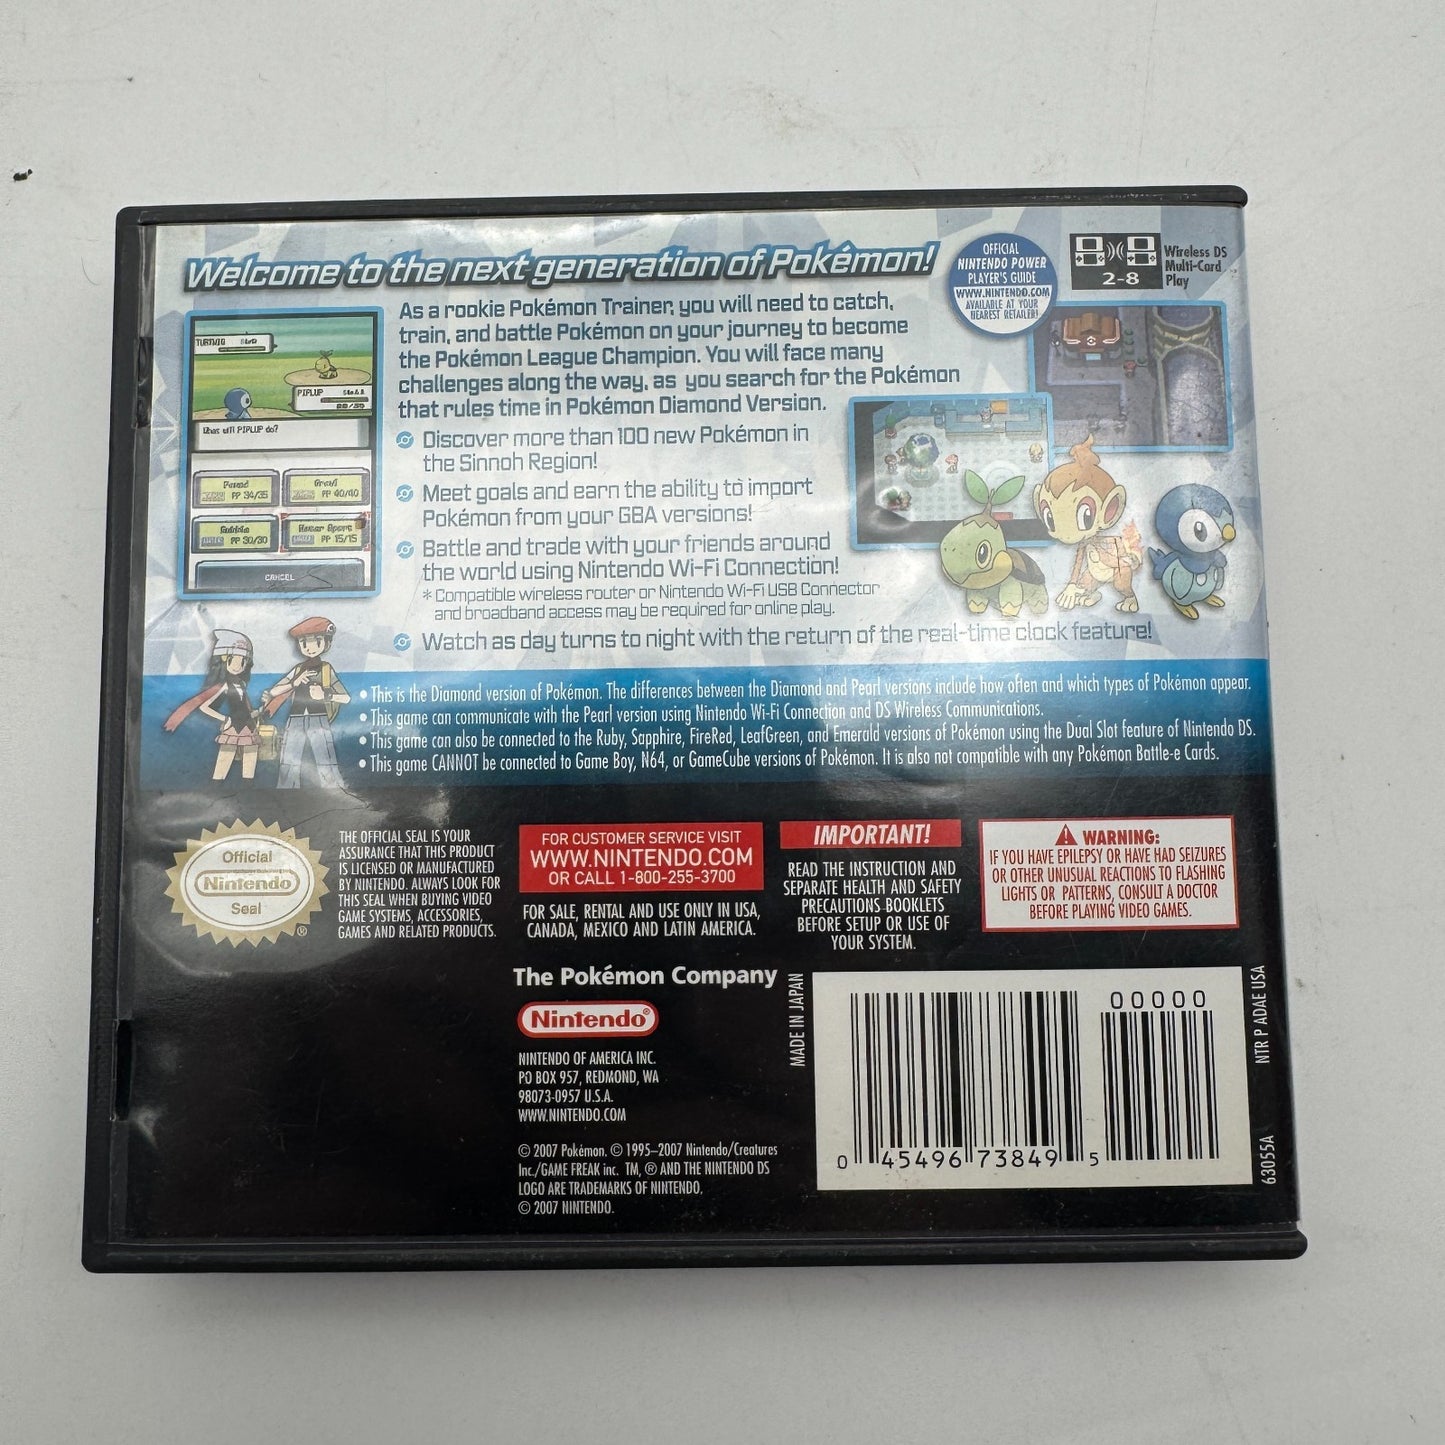 Welcome to the next generation of Pokémon!
OFFICIAL
NINTENDO POWER
PLAYER'S GUIDE
WWW.NINTENDO.COM
AVAILABLE AT YOUR
NEAREST RETAILER!
2-8
Wireless DS
Multi-Card
Play
As a rookie Pokémon Trainer, you will need to catch,
train, and battle Pokémon on your journey to become
the Pokémon League Champion. You will face many
challenges along the way, as you search for the Pokémon
that rules time in Pokémon Diamond Version.
Discover more than 100 new Pokémon in
the Sinnoh Region!
Meet goals and earn the ability to import
Pokémon from your GBA versions!
Battle and trade with your friends around
the world using Nintendo Wi-Fi Connection!
* Compatible wireless router or Nintendo Wi-Fi USB Connector
and broadband access may be required for online play.
Watch as day turns to night with the return of the real-time clock feature!
TURTWIG
PIPLUP
What will PIPLUP do?
Pound
PP 34/35
Growl
PP 40/40
Bubble
PP 30/30
PP 15/15
CANCEL
• This is the Diamond version of Pokémon. The differences between the Diamond and Pearl versions include how often and which types of Pokémon appear.
• This game can communicate with the Pearl version using Nintendo Wi-Fi Connection and DS Wireless Communications.
• This game can also be connected to the Ruby, Sapphire, FireRed, LeafGreen, and Emerald versions of Pokémon using the Dual Slot feature of Nintendo DS.
• This game CANNOT be connected to Game Boy, N64, or GameCube versions of Pokémon. It is also not compatible with any Pokémon Battle-e Cards.
Official
Nintendo
Seal
®
THE OFFICIAL SEAL IS YOUR
ASSURANCE THAT THIS PRODUCT
IS LICENSED OR MANUFACTURED
BY NINTENDO. ALWAYS LOOK FOR
THIS SEAL WHEN BUYING VIDEO
GAME SYSTEMS, ACCESSORIES,
GAMES AND RELATED PRODUCTS.
FOR CUSTOMER SERVICE VISIT
WWW.NINTENDO.COM
OR CALL 1-800-255-3700
FOR SALE, RENTAL AND USE ONLY IN USA,
CANADA, MEXICO AND LATIN AMERICA.
IMPORTANT!
READ THE INSTRUCTION AND
SEPARATE HEALTH AND SAFETY
PRECAUTIONS BOOKLETS
BEFORE SETUP OR USE OF
YOUR SYSTEM.
WARNING:
IF YOU HAVE EPILEPSY OR HAVE HAD SEIZURES
OR OTHER UNUSUAL REACTIONS TO FLASHING
LIGHTS OR PATTERNS, CONSULT A DOCTOR
BEFORE PLAYING VIDEO GAMES.
The Pokémon Company
Nintendo®
NINTENDO OF AMERICA INC.
PO BOX 957, REDMOND, WA
98073-0957 U.S.A.
WWW.NINTENDO.COM
© 2007 Pokémon. © 1995–2007 Nintendo/Creatures
Inc./GAME FREAK inc. TM, ® AND THE NINTENDO DS
LOGO ARE TRADEMARKS OF NINTENDO.
© 2007 NINTENDO.
MADE IN JAPAN
00000
0 45496 73849 5
NTR P ADAE USA
63055A